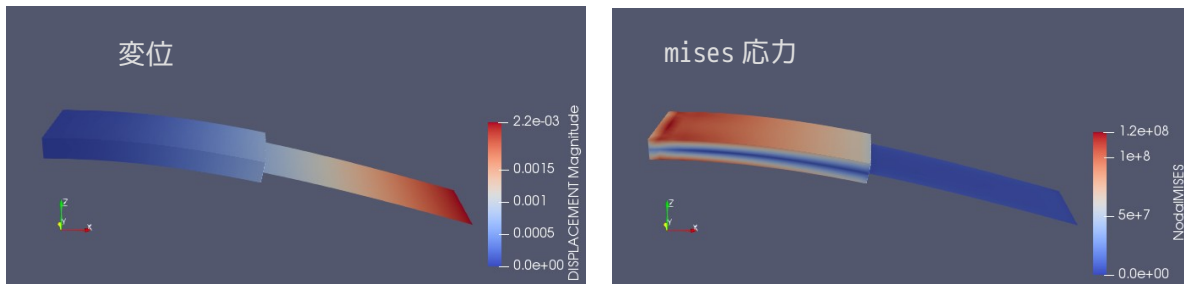 変位
2.2e-03
0.0015
0.001
0.0005
0.0e+00
DISPLACEMENT Magnitude
Z
Y
X
mises 応力
1.2e+08
1e+8
5e+7
0.0e+00
NodalMISES
Z
Y
X